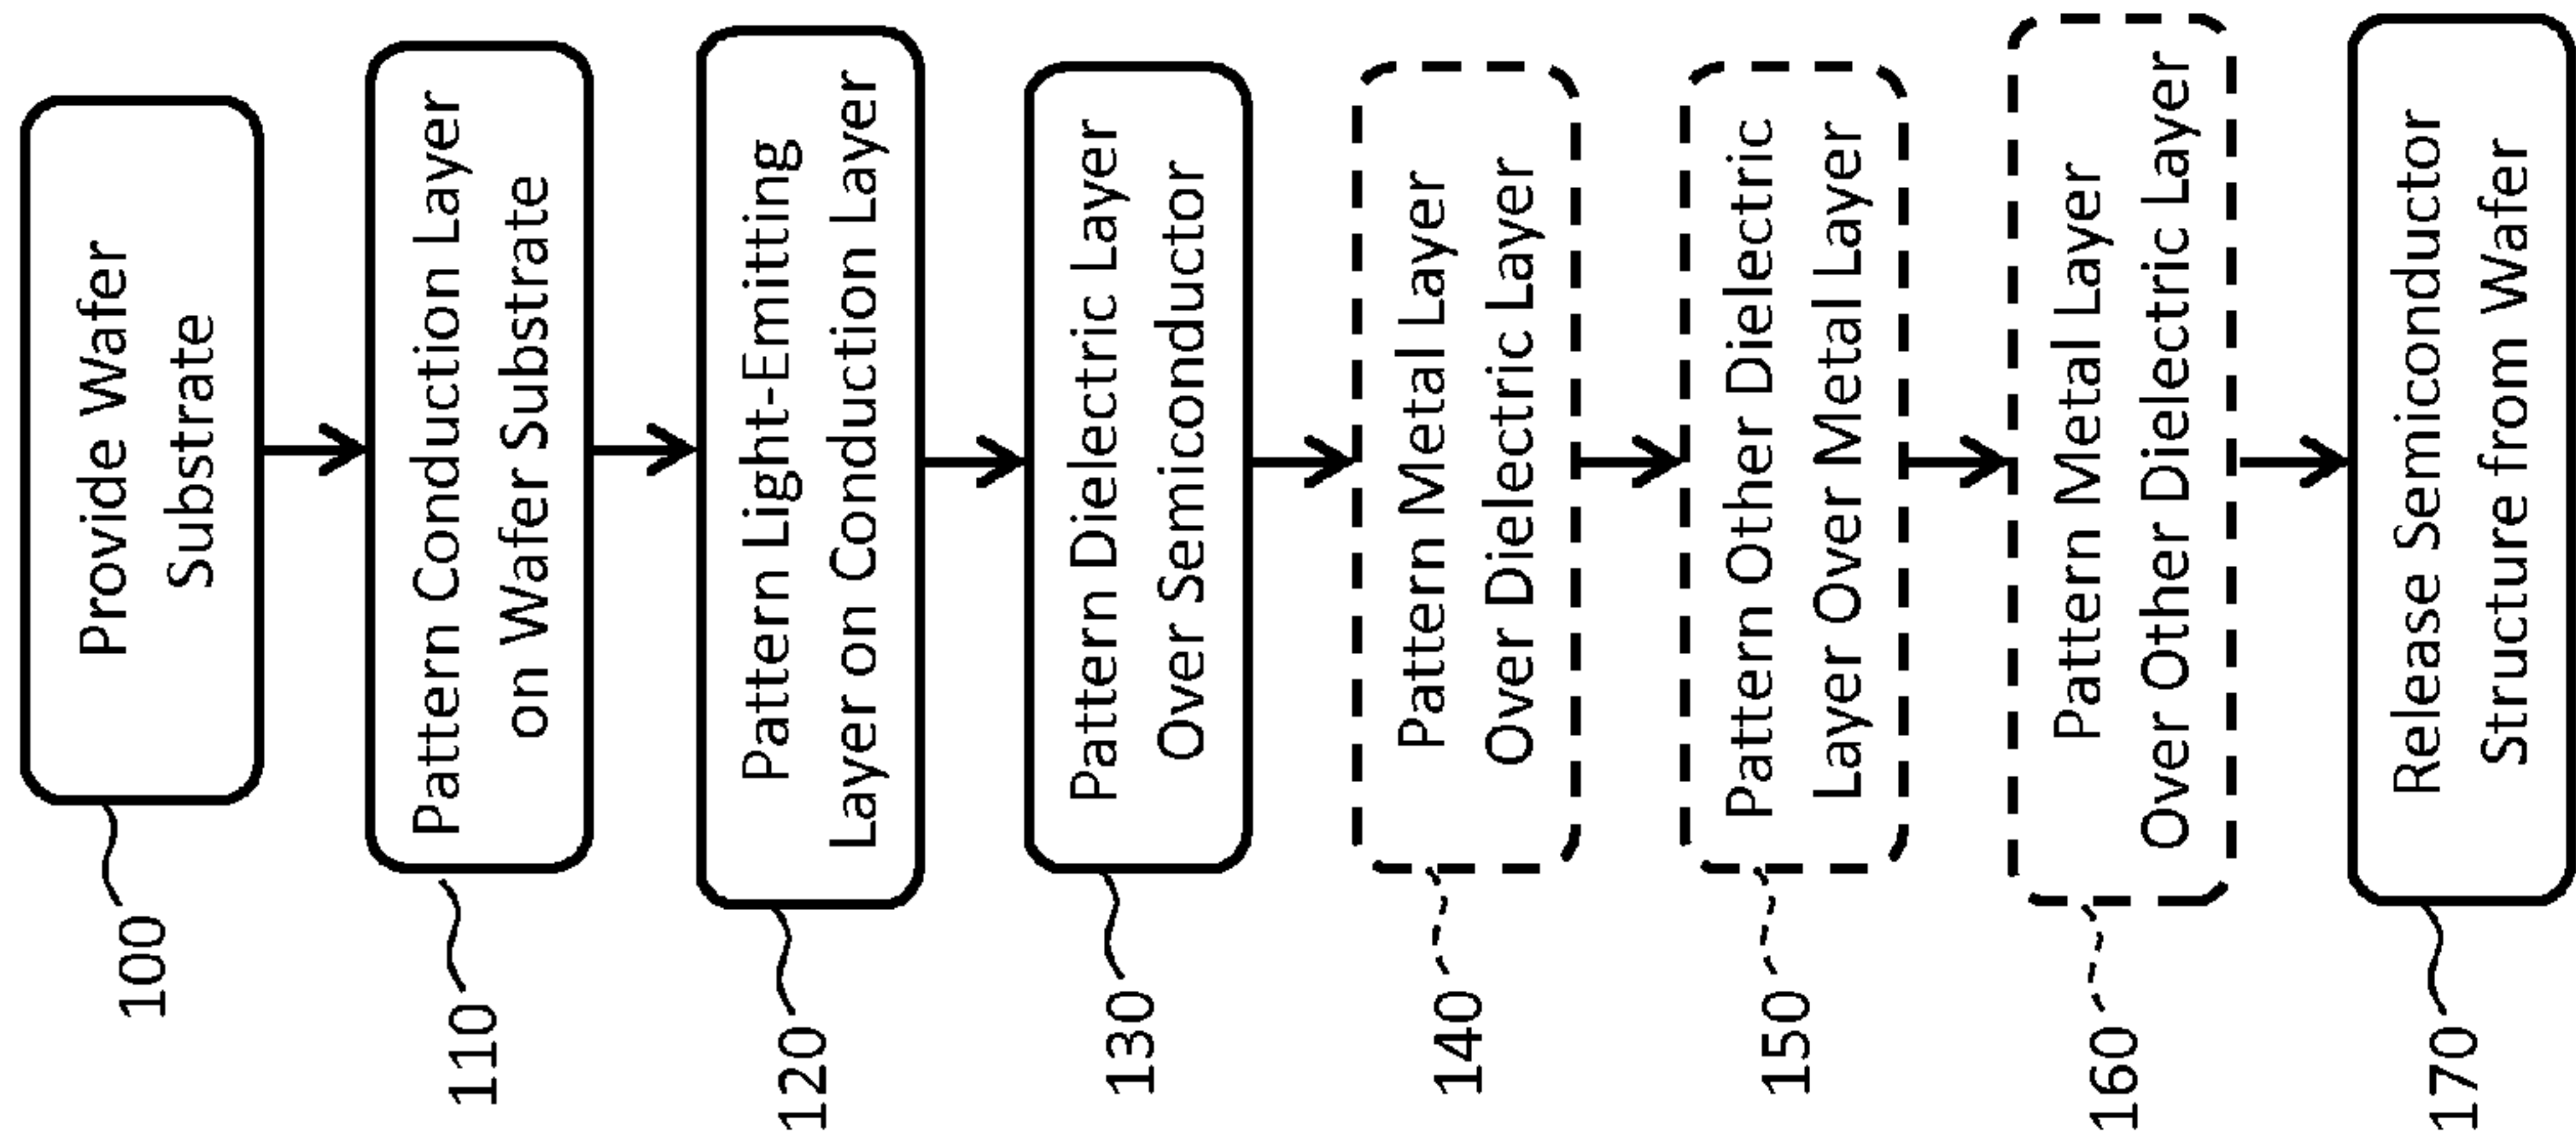 Provide Wafer
Substrate
100
Pattern Conduction Layer
on Wafer Substrate
110
Pattern Light-Emitting
Layer on Conduction Layer
120
Pattern Dielectric Layer
Over Semiconductor
130
Pattern Metal Layer
Over Dielectric Layer
140
Pattern Other Dielectric
Layer Over Metal Layer
150
Pattern Metal Layer
Over Other Dielectric Layer
160
Release Semiconductor
Structure from Wafer
170